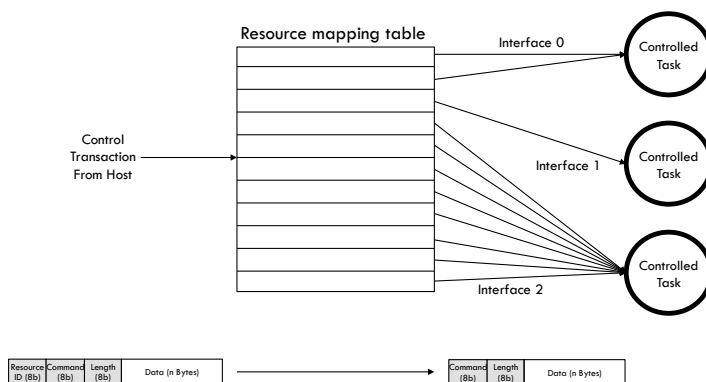 Resource mapping table
Interface 0
Controlled
Task
Control
Transaction
From Host
Interface 1
Controlled
Task
Interface 2
Controlled
Task
Resource
ID (8b)
Command
(8b)
Length
(8b)
Data (n Bytes)
Command
(8b)
Length
(8b)
Data (n Bytes)